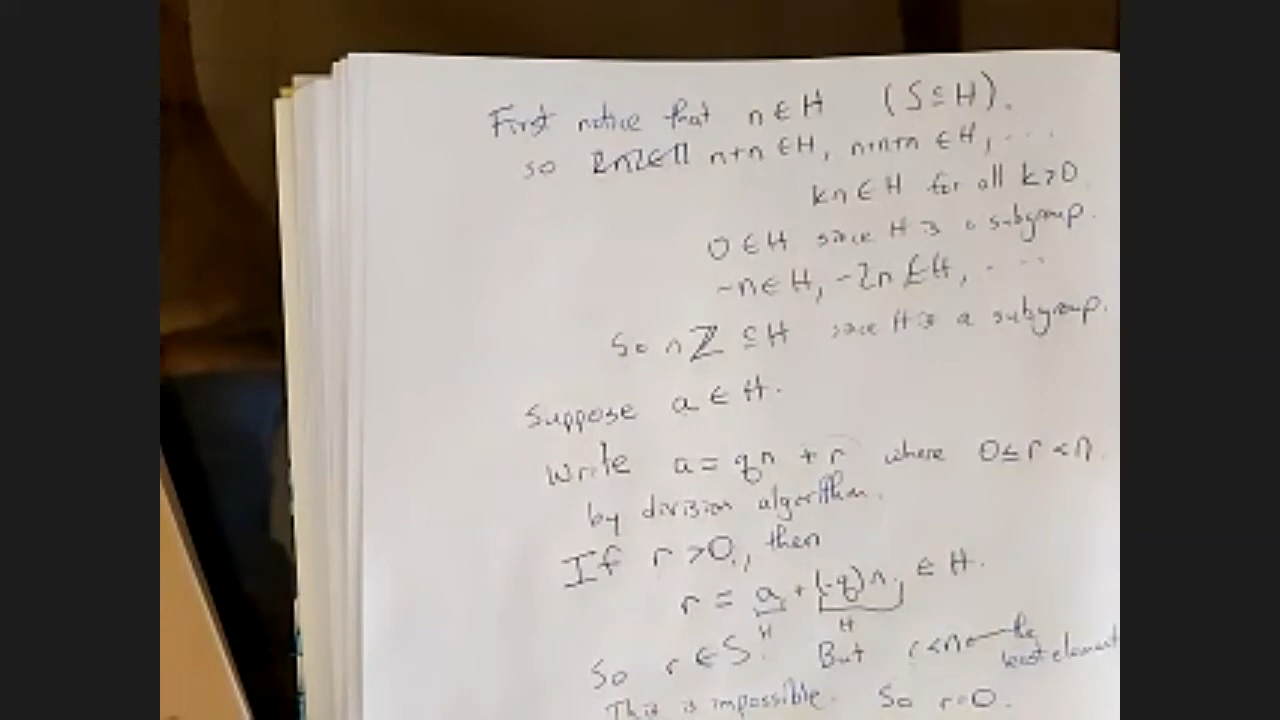 First notice that n ∈ H (S ⊆ H).
so n+n ∈ H, n+n+n ∈ H, ...
kn ∈ H for all k>0.
0 ∈ H since H is a subgroup.
-n ∈ H, -2n ∈ H, ...
So nℤ ⊆ H since H is a subgroup.
Suppose a ∈ H.
Write a = qn + r where 0 ≤ r < n.
by division algorithm.
If r > 0, then
r = a + (-q)n ∈ H.
H H
So r ∈ S. But r < n the
least element
This is impossible. So r = 0.